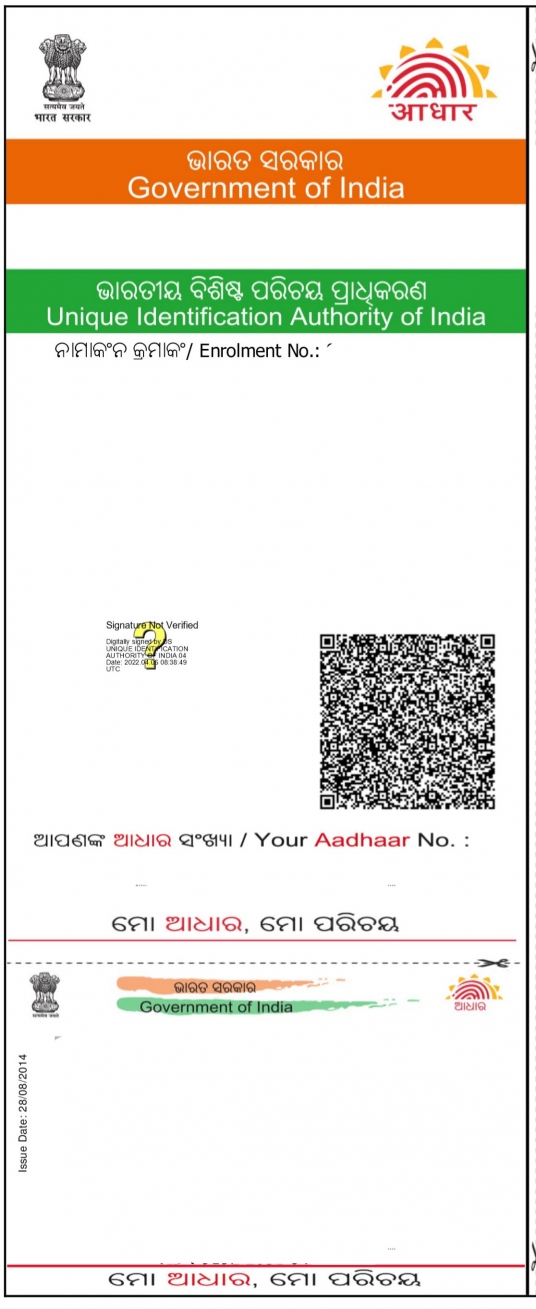 सत्यमेव जयते
भारत सरकार
आधार
ଭାରତ ସରକାର
Government of India
ଭାରତୀୟ ବିଶିଷ୍ଟ ପରିଚୟ ପ୍ରାଧିକରଣ
Unique Identification Authority of India
ନାମାକଂନ କ୍ରମାକଂ/ Enrolment No.:
Signature Not Verified
Digitally signed by DS
UNIQUE IDENTIFICATION
AUTHORITY OF INDIA 04
Date: 2022
08:38:49
UTC
ଆପଣଙ୍କ ଆଧାର ସଂଖ୍ୟା / Your Aadhaar No. :
ମୋ ଆଧାର, ମୋ ପରିଚୟ
ଭାରତ ସରକାର
Government of India
सत्यमेव जयते
ଆଧାର
Issue Date: 28/08/2014
ମୋ ଆଧାର, ମୋ ପରିଚୟ